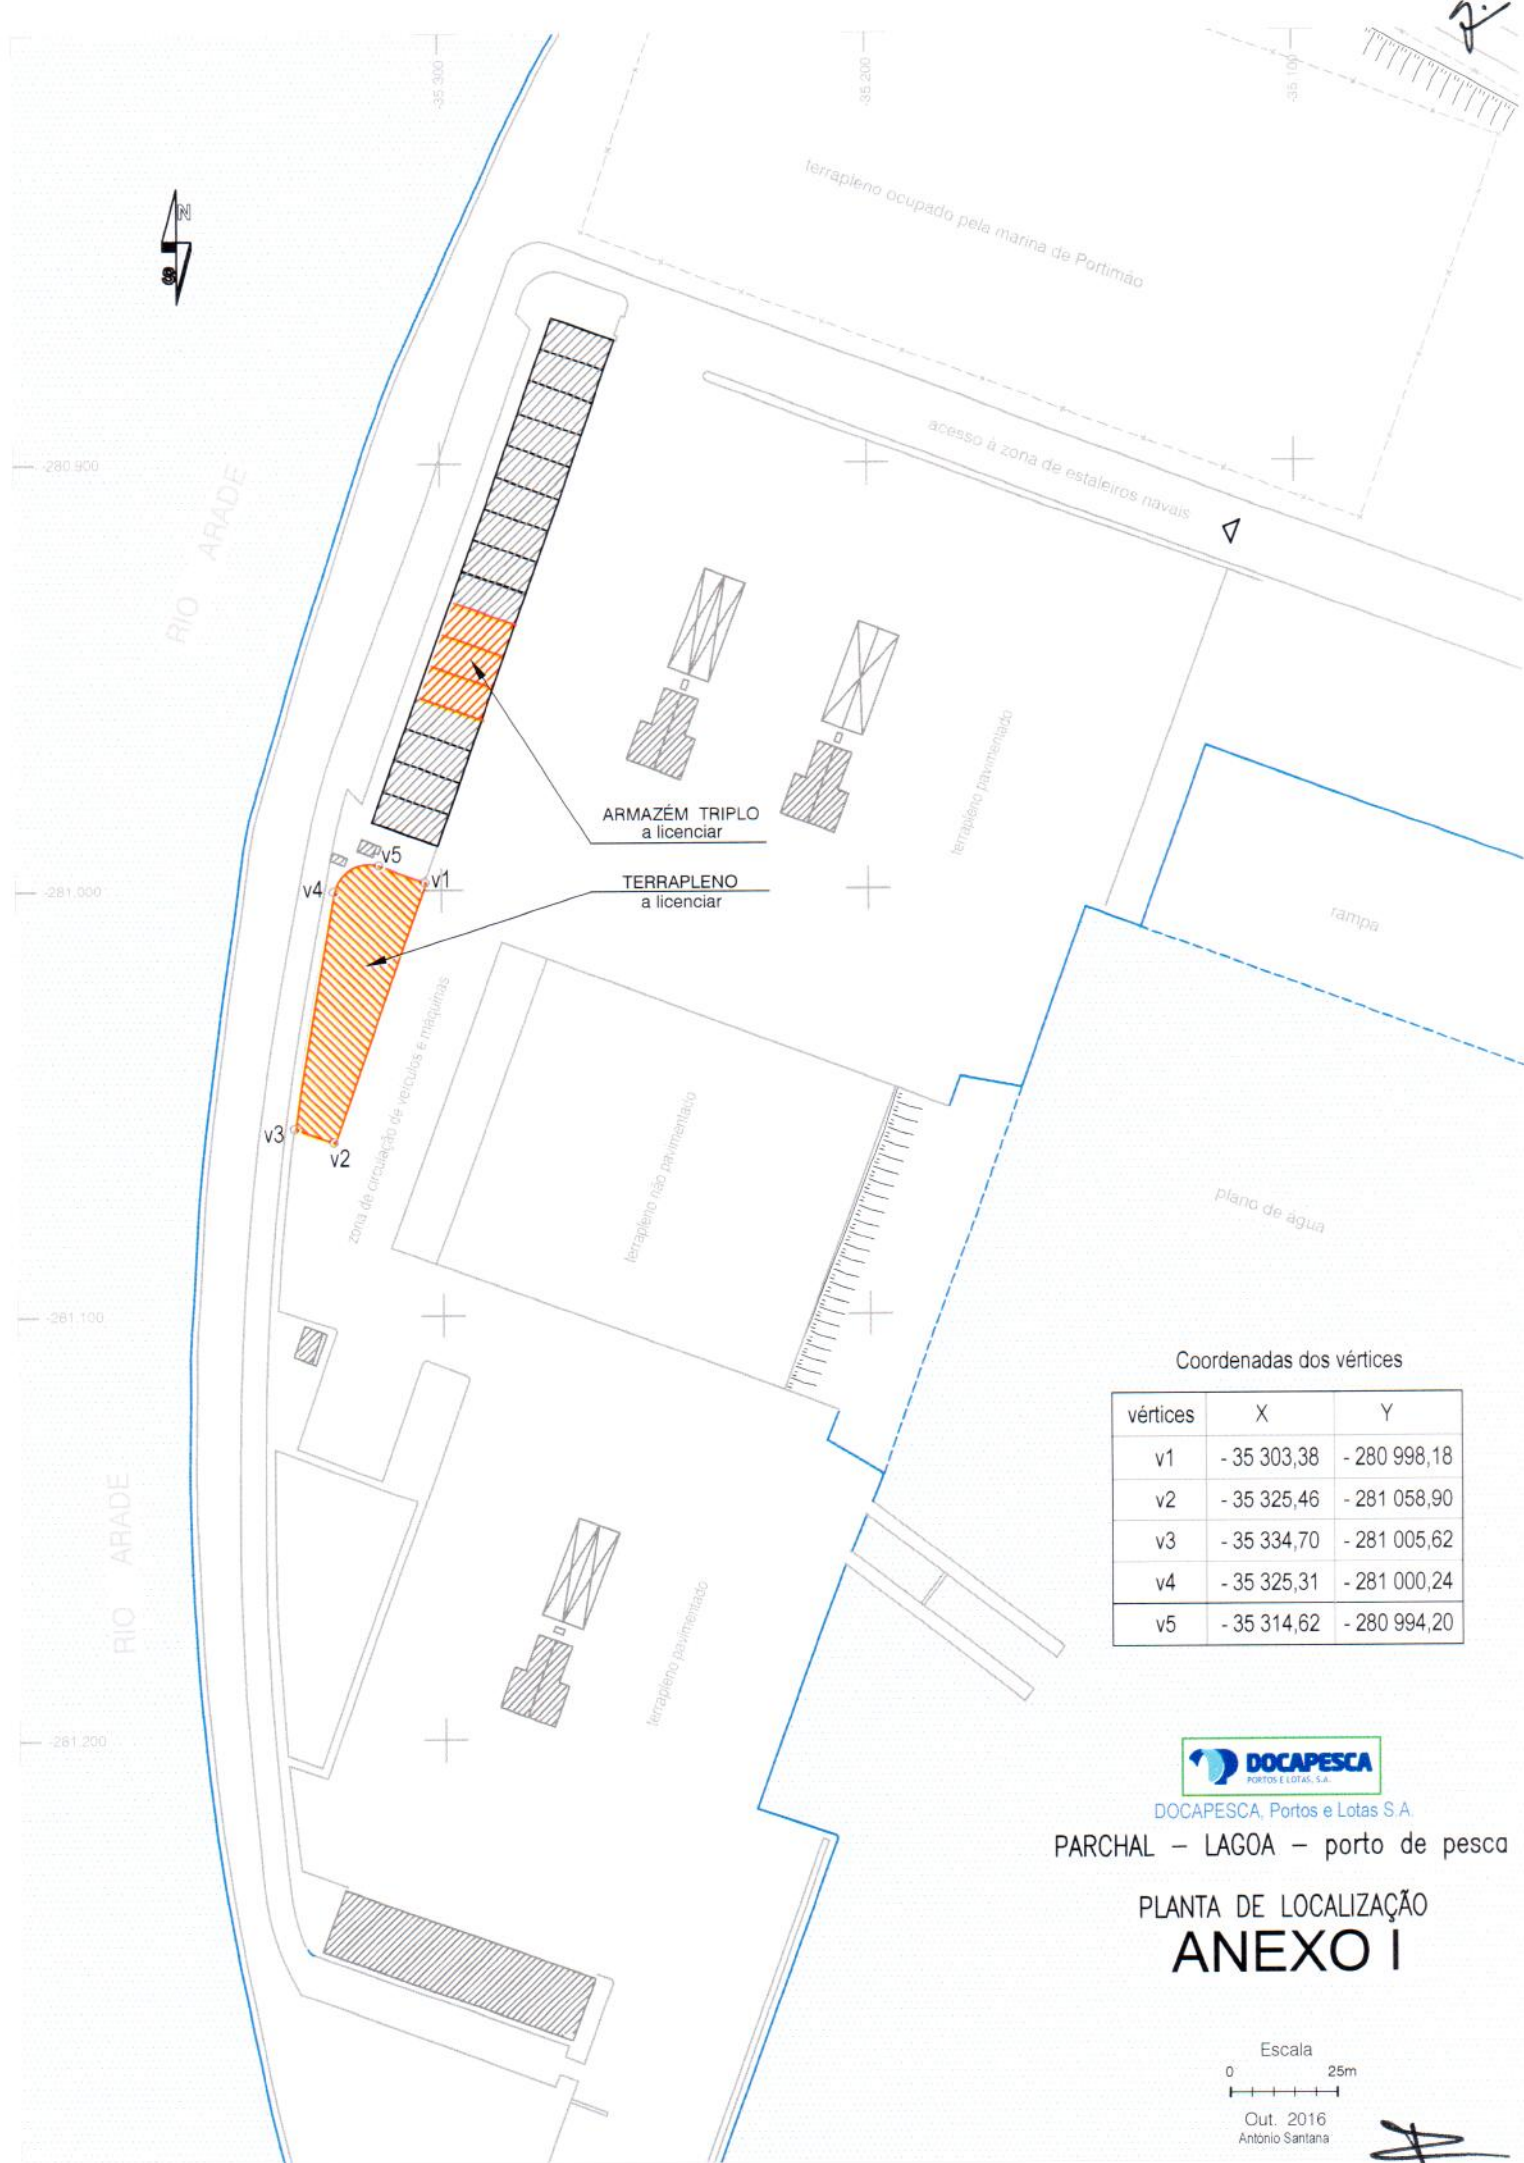 -35.300
-35.200
-35.100
N
S
terrapleno ocupado pela marina de Portimão
-280.900
acesso à zona de estaleiros navais
RIO ARADE
ARMAZÉM TRIPLO
a licenciar
terrapleno pavimentado
v5
v1
v4
-281.000
TERRAPLENO
a licenciar
rampa
zona de circulação de veículos e máquinas
v3
v2
terrapleno não pavimentado
plano de água
-281.100
Coordenadas dos vértices
vértices X Y
v1 - 35 303,38 - 280 998,18
v2 - 35 325,46 - 281 058,90
v3 - 35 334,70 - 281 005,62
v4 - 35 325,31 - 281 000,24
v5 - 35 314,62 - 280 994,20
RIO ARADE
terrapleno pavimentado
-281.200
DOCAPESCA
PORTOS E LOTAS, S.A.
DOCAPESCA, Portos e Lotas S.A.
PARCHAL – LAGOA – porto de pesca
PLANTA DE LOCALIZAÇÃO
ANEXO I
Escala
0 25m
Out. 2016
António Santana